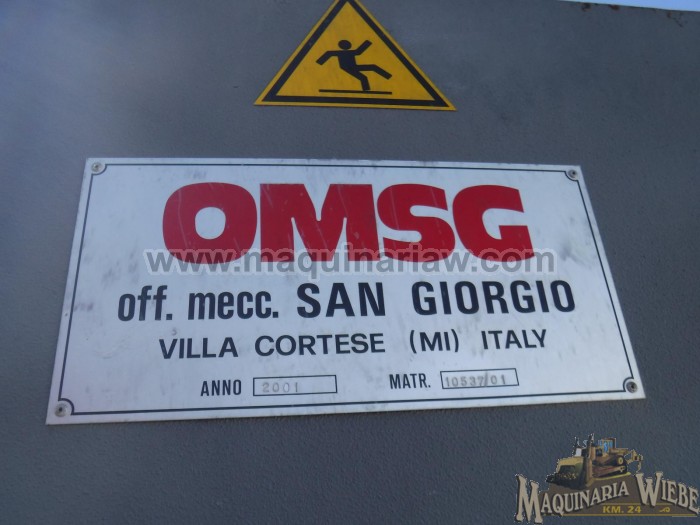 OMSG
www.maquinariaw.com
off. mecc. SAN GIORGIO
VILLA CORTESE (MI) ITALY
ANNO 2001 MATR. 10537/01
MAQUINARIA WIEBE
KM. 24